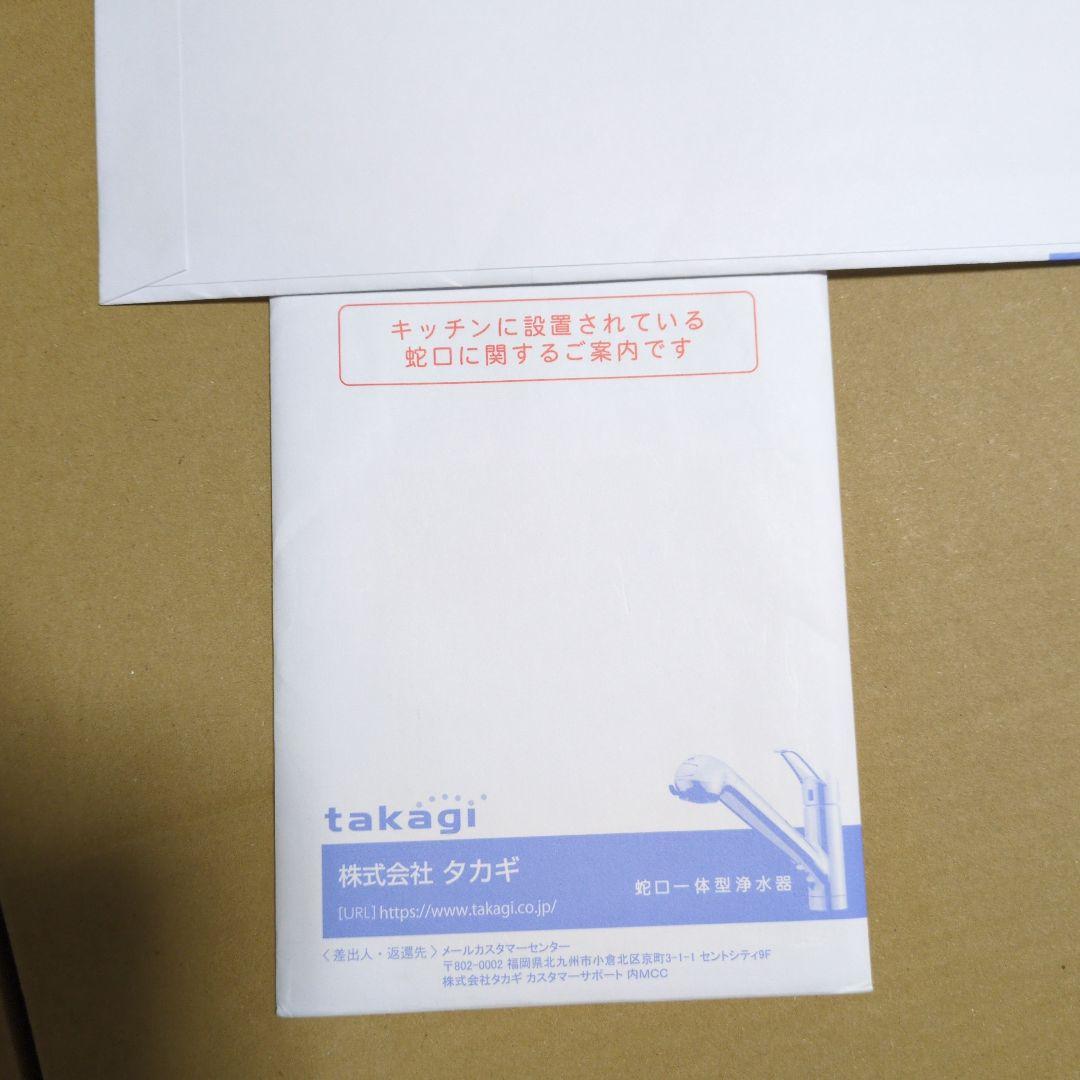 キッチンに設置されている
蛇口に関するご案内です
takagi
株式会社 タカギ
[URL]https://www.takagi.co.jp/
蛇口一体型浄水器
〈差出人・返還先〉メールカスタマーセンター
〒802-0002 福岡県北九州市小倉北区京町3-1-1 セントシティ9F
株式会社タカギ カスタマーサポート 内MCC